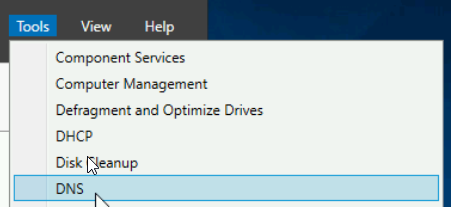 Tools View Help
Component Services
Computer Management
Defragment and Optimize Drives
DHCP
Disk Cleanup
DNS